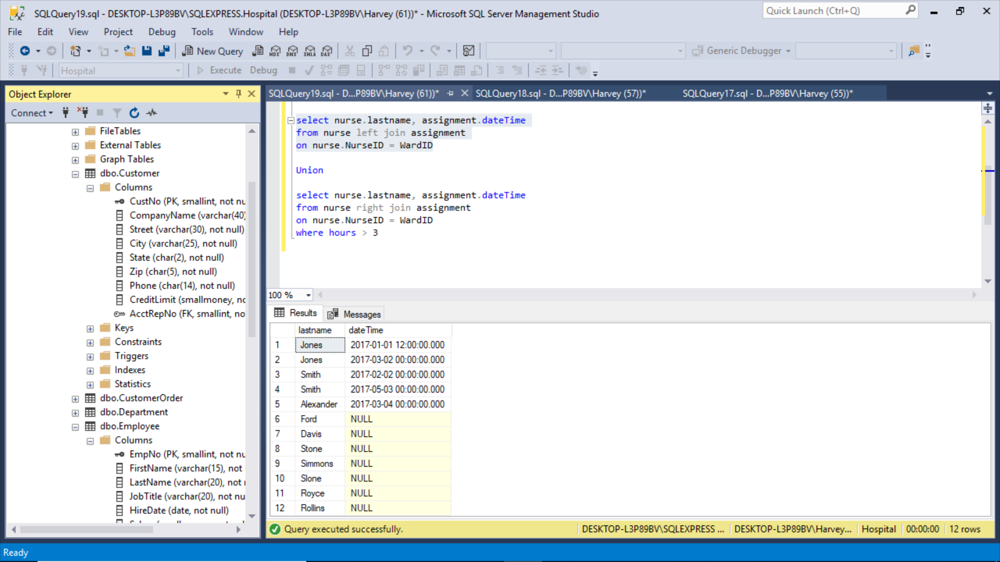 SQLQuery19.sql - DESKTOP-L3P89BV\SQLEXPRESS.Hospital (DESKTOP-L3P89BV\Harvey (61))* - Microsoft SQL Server Management Studio
Quick Launch (Ctrl+Q)
File Edit View Project Debug Tools Window Help
New Query MDX DMX XMLA DAX Generic Debugger
Hospital Execute Debug
Object Explorer
Connect
FileTables
External Tables
Graph Tables
dbo.Customer
Columns
CustNo (PK, smallint, not nu
CompanyName (varchar(40)
Street (varchar(30), not null)
City (varchar(25), not null)
State (char(2), not null)
Zip (char(5), not null)
Phone (char(14), not null)
CreditLimit (smallmoney, no
AcctRepNo (FK, smallint, no
Keys
Constraints
Triggers
Indexes
Statistics
dbo.CustomerOrder
dbo.Department
dbo.Employee
Columns
EmpNo (PK, smallint, not nu
FirstName (varchar(15), not
LastName (varchar(20), not
JobTitle (varchar(20), not nu
HireDate (date, not null)
SQLQuery19.sql - D...P89BV\Harvey (61))* SQLQuery18.sql - D...P89BV\Harvey (57))* SQLQuery17.sql - D...P89BV\Harvey (55))*
select nurse.lastname, assignment.dateTime
from nurse left join assignment
on nurse.NurseID = WardID
Union
select nurse.lastname, assignment.dateTime
from nurse right join assignment
on nurse.NurseID = WardID
where hours > 3
100 %
Results Messages
lastname dateTime
1 Jones 2017-01-01 12:00:00.000
2 Jones 2017-03-02 00:00:00.000
3 Smith 2017-02-02 00:00:00.000
4 Smith 2017-05-03 00:00:00.000
5 Alexander 2017-03-04 00:00:00.000
6 Ford NULL
7 Davis NULL
8 Stone NULL
9 Simmons NULL
10 Slone NULL
11 Royce NULL
12 Rollins NULL
Query executed successfully. DESKTOP-L3P89BV\SQLEXPRESS ... DESKTOP-L3P89BV\Harvey... Hospital 00:00:00 12 rows
Ready